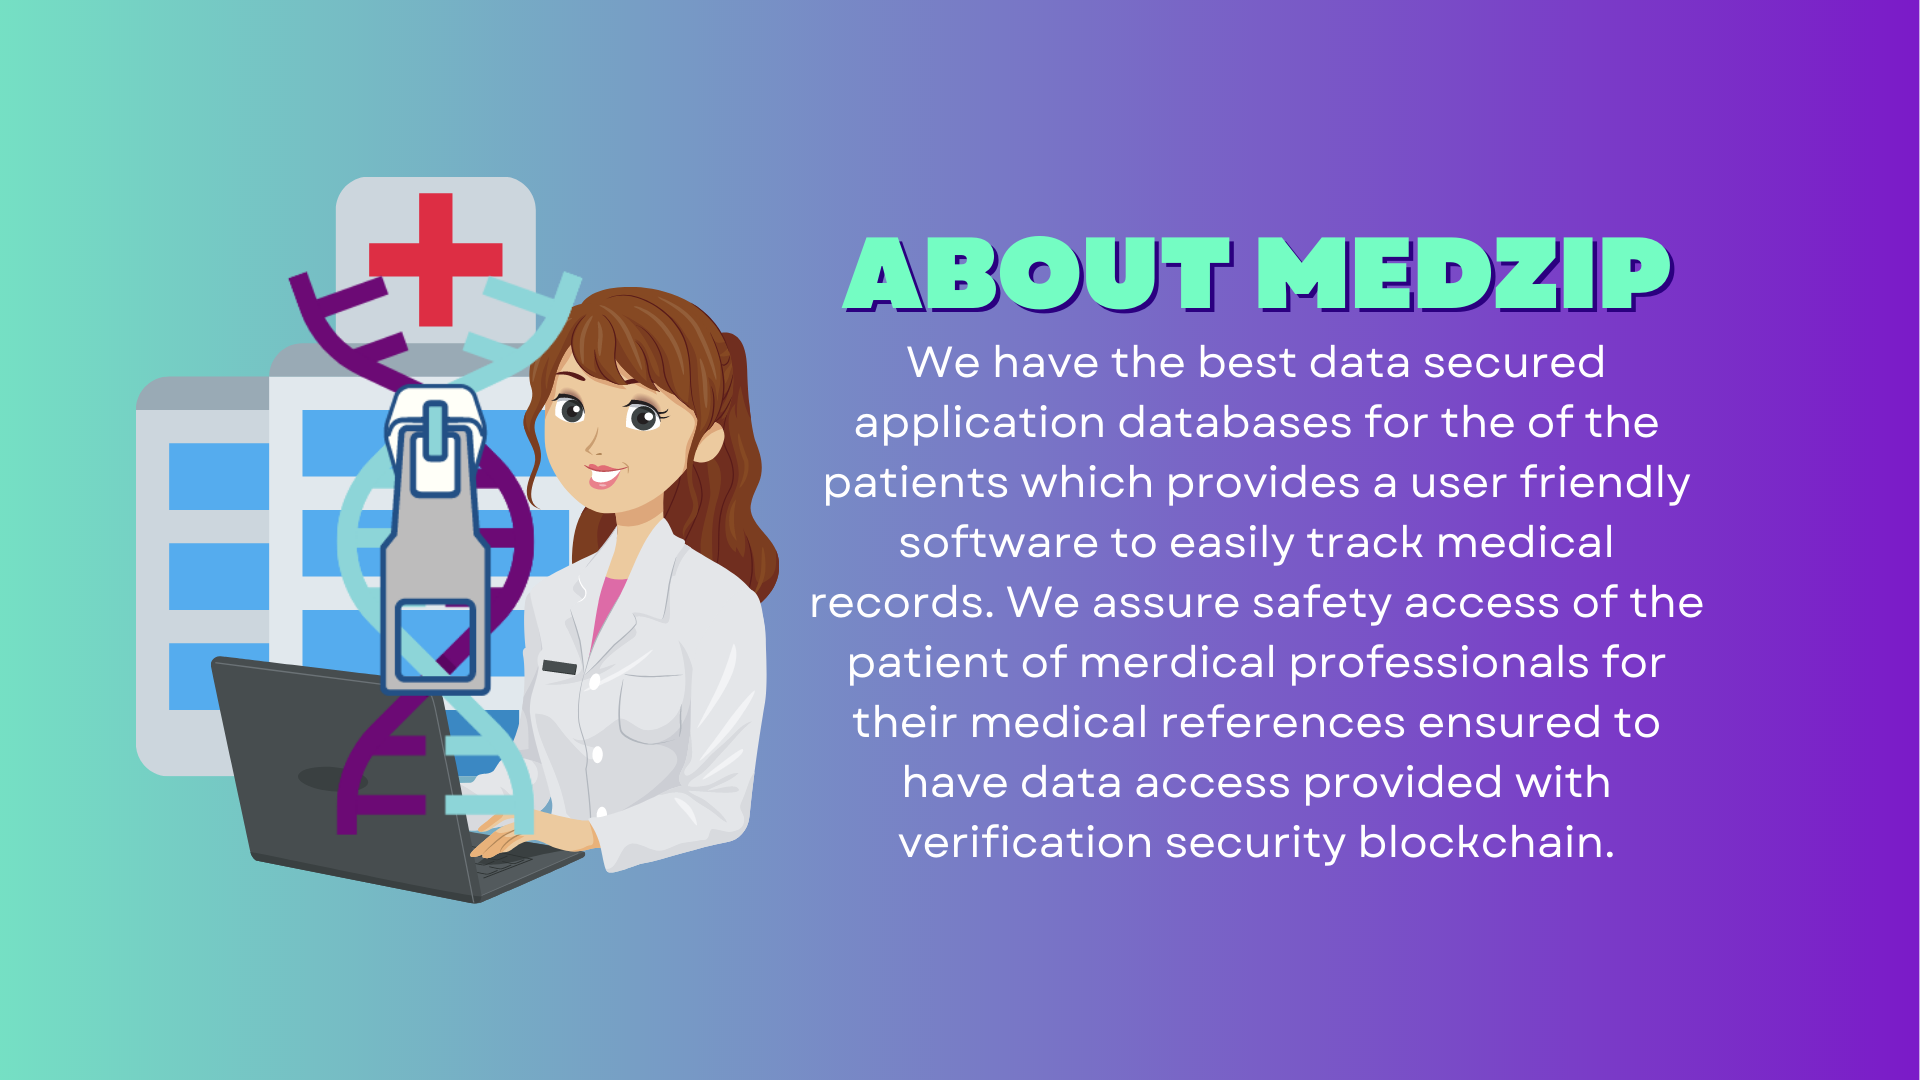 ABOUT MEDZIP
We have the best data secured
application databases for the of the
patients which provides a user friendly
software to easily track medical
records. We assure safety access of the
patient of merdical professionals for
their medical references ensured to
have data access provided with
verification security blockchain.